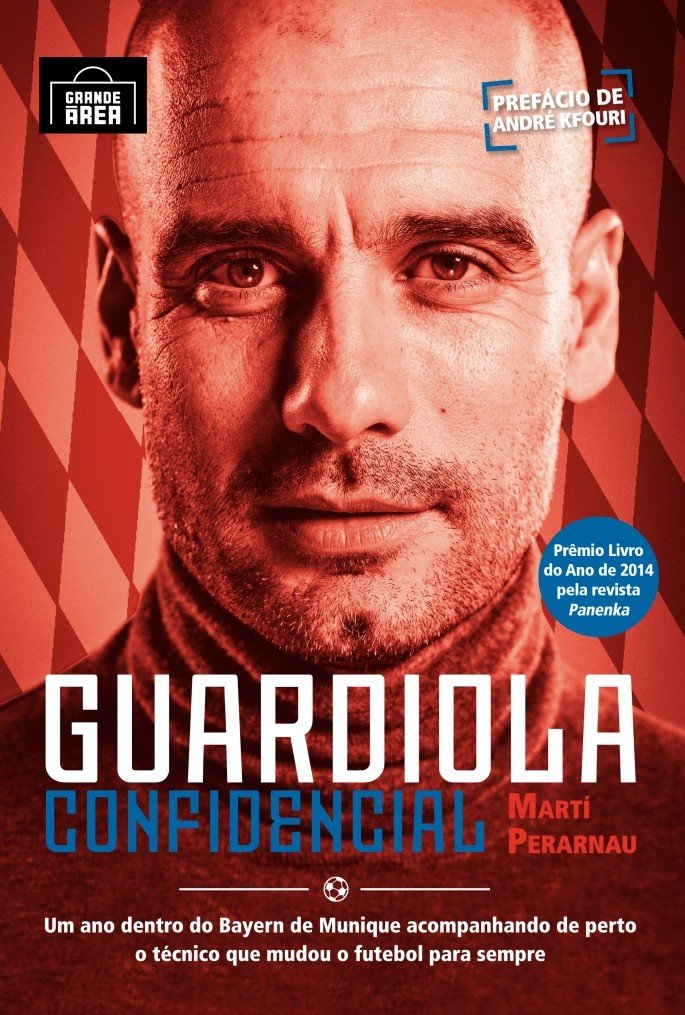 GRANDE
ÁREA
PREFÁCIO DE
ANDRÉ KFOURI
Prêmio Livro
do Ano de 2014
pela revista
Panenka
GUARDIOLA
CONFIDENCIAL
MARTÍ
PERARNAU
Um ano dentro do Bayern de Munique acompanhando de perto
o técnico que mudou o futebol para sempre